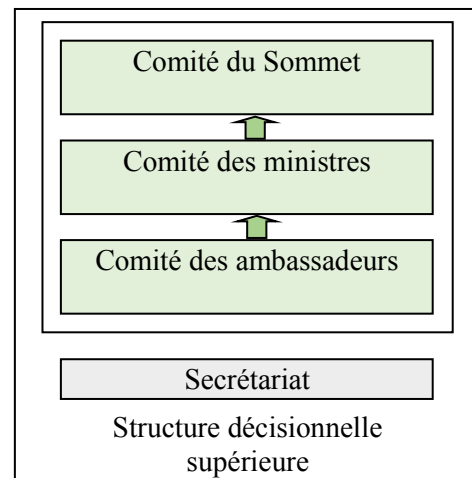 Comité du Sommet
Comité des ministres
Comité des ambassadeurs
Secrétariat
Structure décisionnelle
supérieure